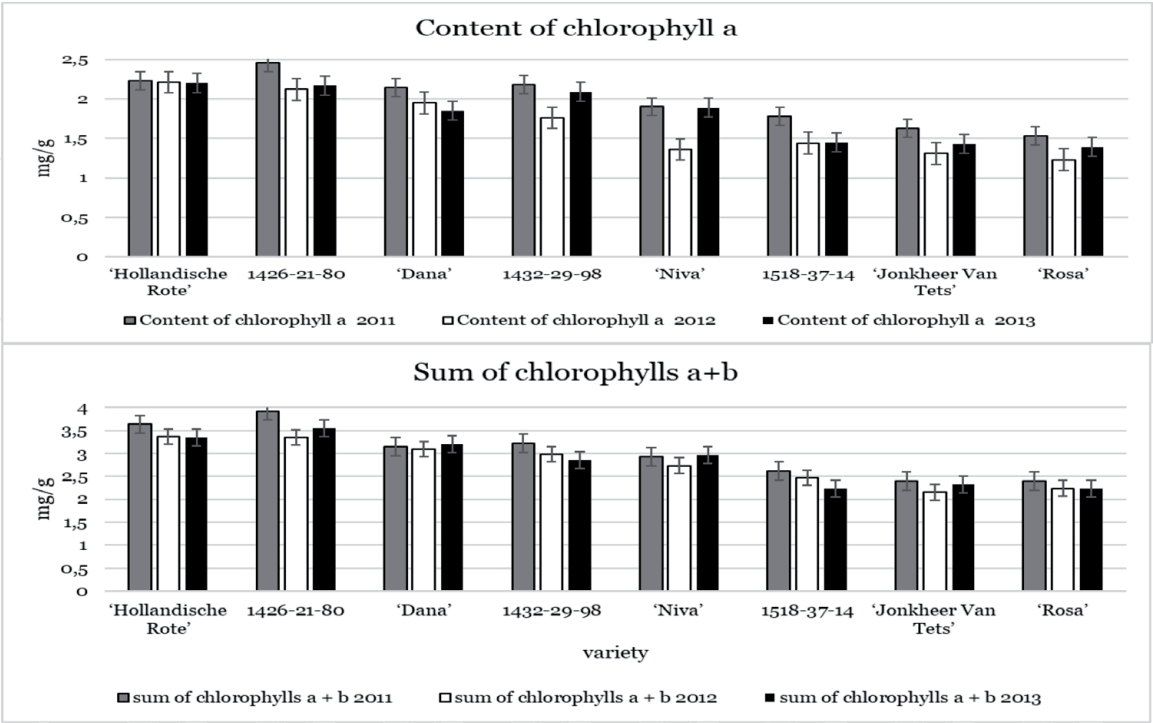 Content of chlorophyll a
2,5
2
1,5
1
0,5
0
mg/g
‘Hollandische Rote’
1426-21-80
‘Dana’
1432-29-98
‘Niva’
1518-37-14
‘Jonkheer Van Tets’
‘Rosa’
Content of chlorophyll a 2011
Content of chlorophyll a 2012
Content of chlorophyll a 2013
Sum of chlorophylls a+b
4
3,5
3
2,5
2
1,5
1
0,5
0
mg/g
‘Hollandische Rote’
1426-21-80
‘Dana’
1432-29-98
‘Niva’
1518-37-14
‘Jonkheer Van Tets’
‘Rosa’
variety
sum of chlorophylls a + b 2011
sum of chlorophylls a + b 2012
sum of chlorophylls a + b 2013